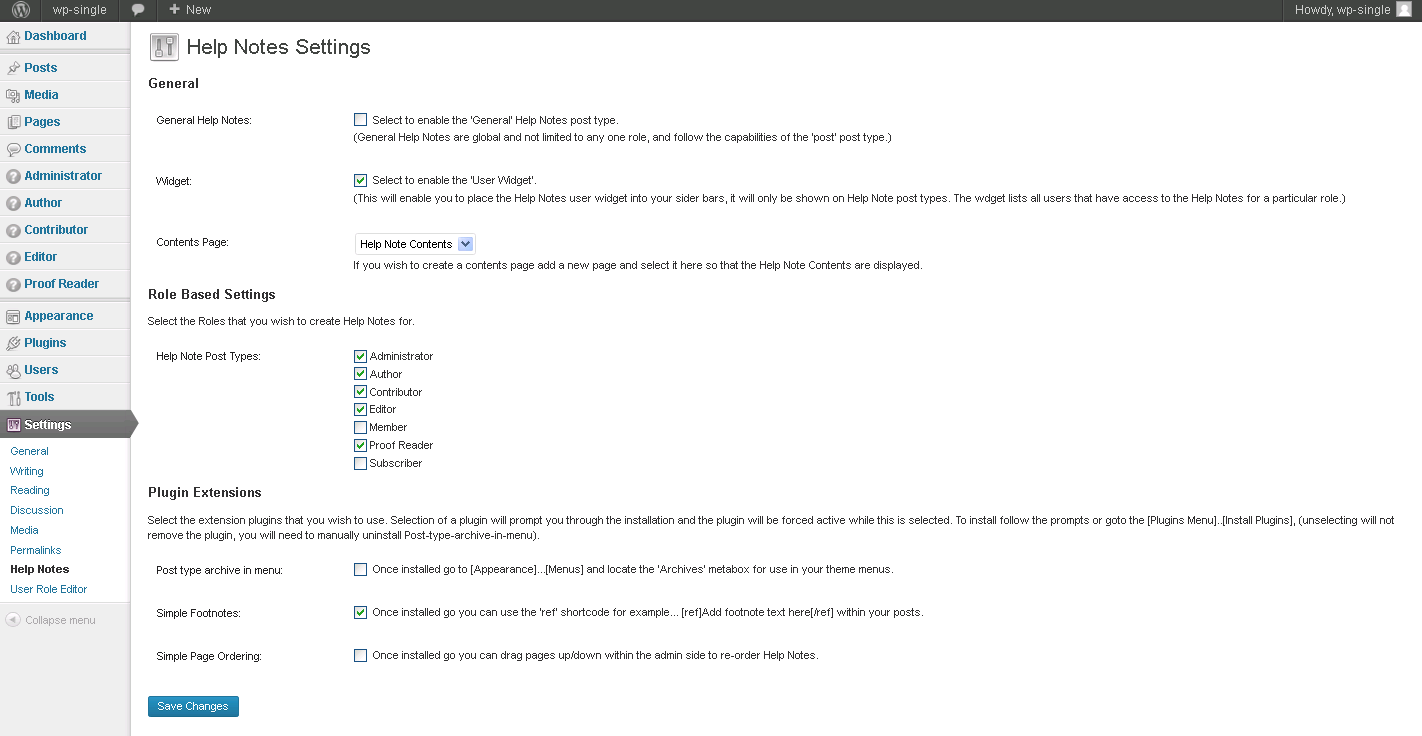 wp-single
New
Howdy, wp-single
Dashboard
Posts
Media
Pages
Comments
Administrator
Author
Contributor
Editor
Proof Reader
Appearance
Plugins
Users
Tools
Settings
General
Writing
Reading
Discussion
Media
Permalinks
Help Notes
User Role Editor
Collapse menu
Help Notes Settings
General
General Help Notes:
Select to enable the 'General' Help Notes post type.
(General Help Notes are global and not limited to any one role, and follow the capabilities of the 'post' post type.)
Widget:
Select to enable the 'User Widget'.
(This will enable you to place the Help Notes user widget into your sider bars, it will only be shown on Help Note post types. The wdget lists all users that have access to the Help Notes for a particular role.)
Contents Page:
Help Note Contents
If you wish to create a contents page add a new page and select it here so that the Help Note Contents are displayed.
Role Based Settings
Select the Roles that you wish to create Help Notes for.
Help Note Post Types:
Administrator
Author
Contributor
Editor
Member
Proof Reader
Subscriber
Plugin Extensions
Select the extension plugins that you wish to use. Selection of a plugin will prompt you through the installation and the plugin will be forced active while this is selected. To install follow the prompts or goto the [Plugins Menu]..[Install Plugins], (unselecting will not
remove the plugin, you will need to manually uninstall Post-type-archive-in-menu).
Post type archive in menu:
Once installed go to [Appearance]...[Menus] and locate the 'Archives' metabox for use in your theme menus.
Simple Footnotes:
Once installed go you can use the 'ref' shortcode for example... [ref]Add footnote text here[/ref] within your posts.
Simple Page Ordering:
Once installed go you can drag pages up/down within the admin side to re-order Help Notes.
Save Changes